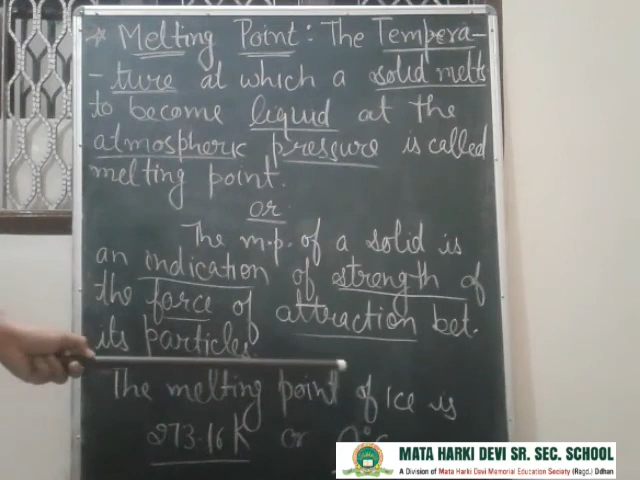 * Melting Point: The Tempera-
-ture at which a solid melts
to become liquid at the
atmospheric pressure is called
melting point.
or
The m.p. of a solid is
an indication of strength of
the force of attraction bet.
its particles.
The melting point of ice is
273.16 K or 0°C
MATA HARKI DEVI SR. SEC. SCHOOL
A Division of Mata Harki Devi Memorial Education Society (Regd.) Odhan